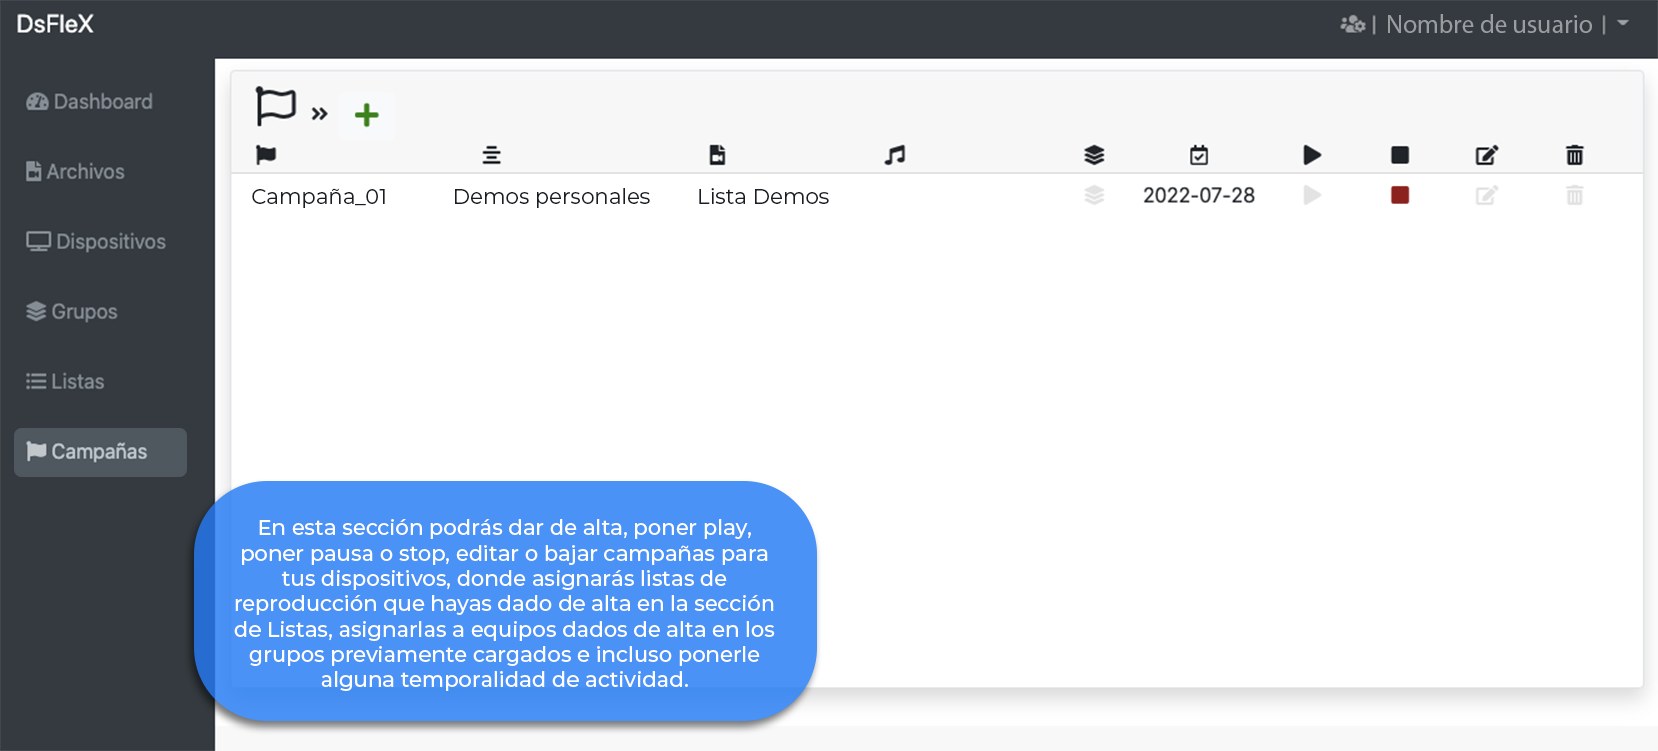 DsFleX
| Nombre de usuario |
Dashboard
Archivos
Dispositivos
Grupos
Listas
Campañas
»
Campaña_01 Demos personales Lista Demos 2022-07-28
En esta sección podrás dar de alta, poner play,
poner pausa o stop, editar o bajar campañas para
tus dispositivos, donde asignarás listas de
reproducción que hayas dado de alta en la sección
de Listas, asignarlas a equipos dados de alta en los
grupos previamente cargados e incluso ponerle
alguna temporalidad de actividad.